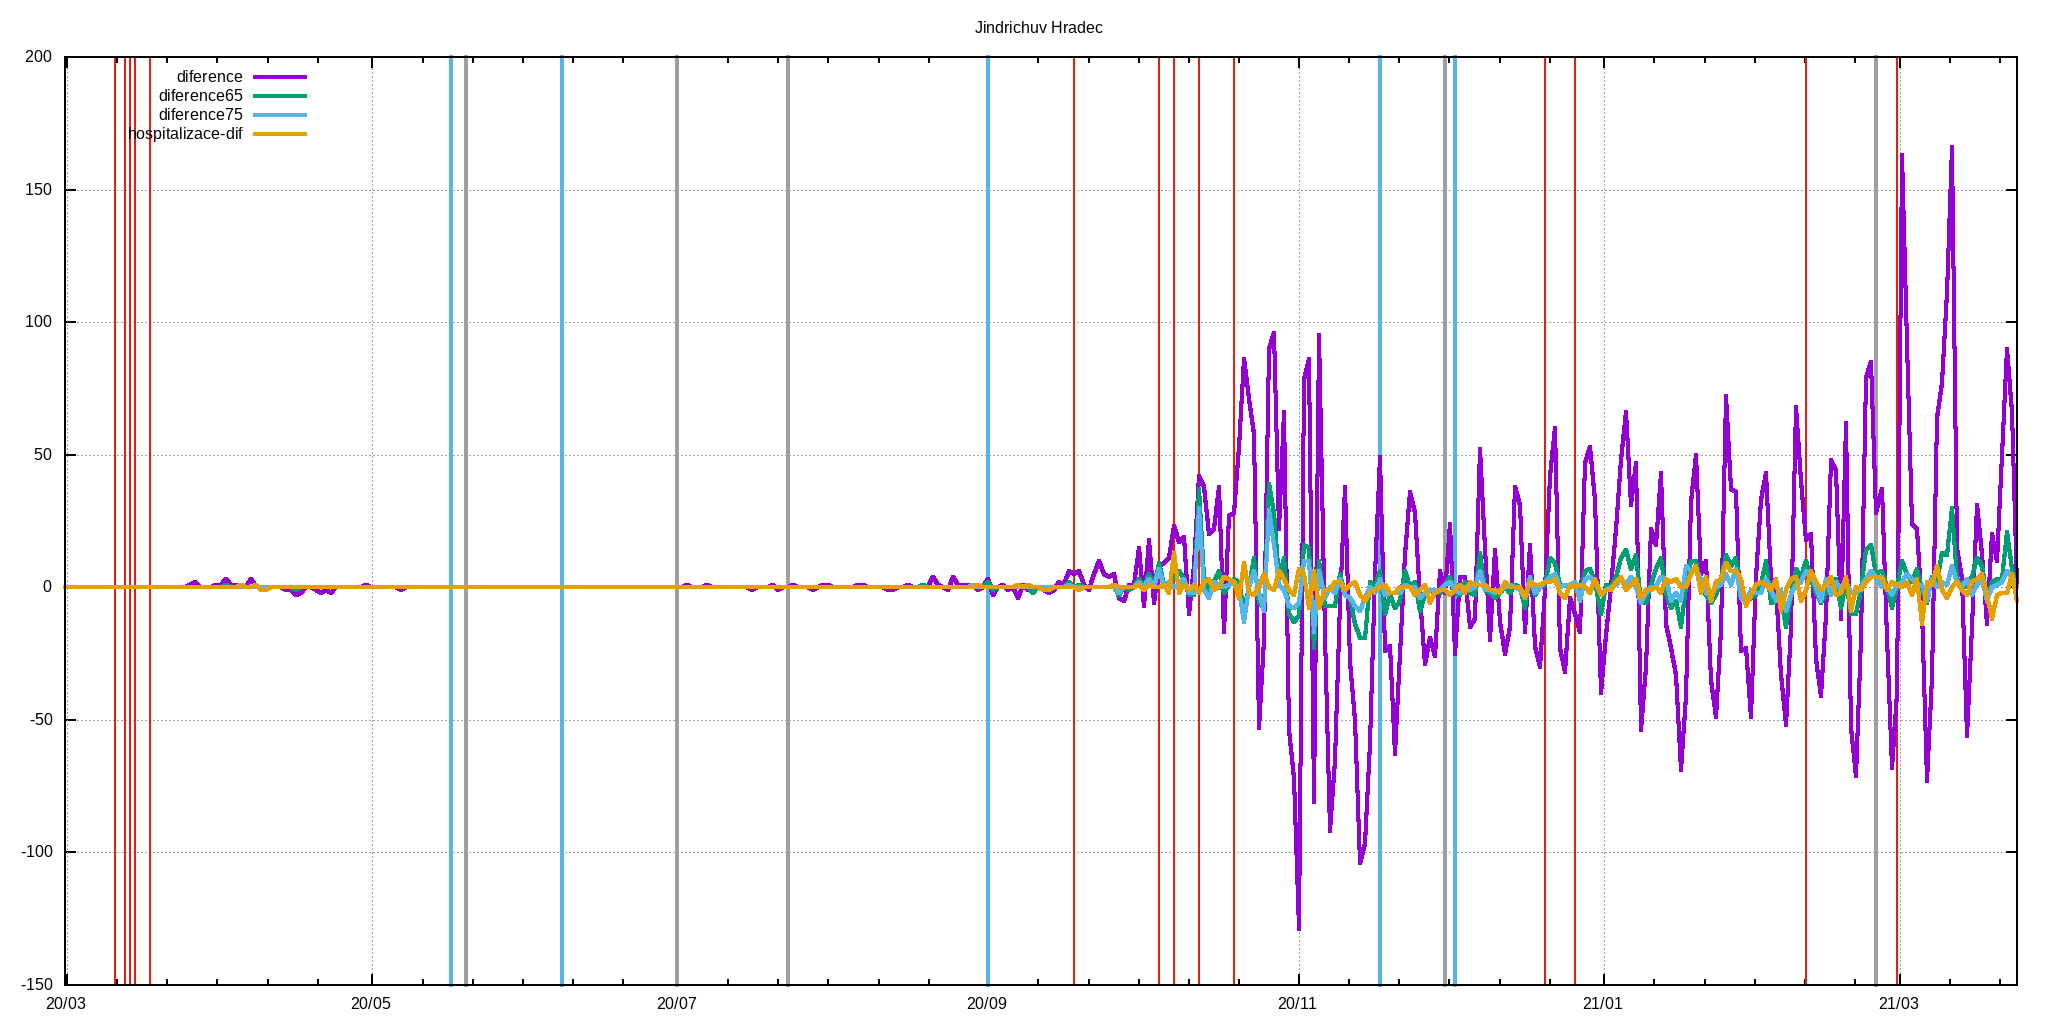 Jindrichuv Hradec
200
150
100
50
0
-50
-100
-150
diference
diference65
diference75
hospitalizace-dif
20/03 20/05 20/07 20/09 20/11 21/01 21/03